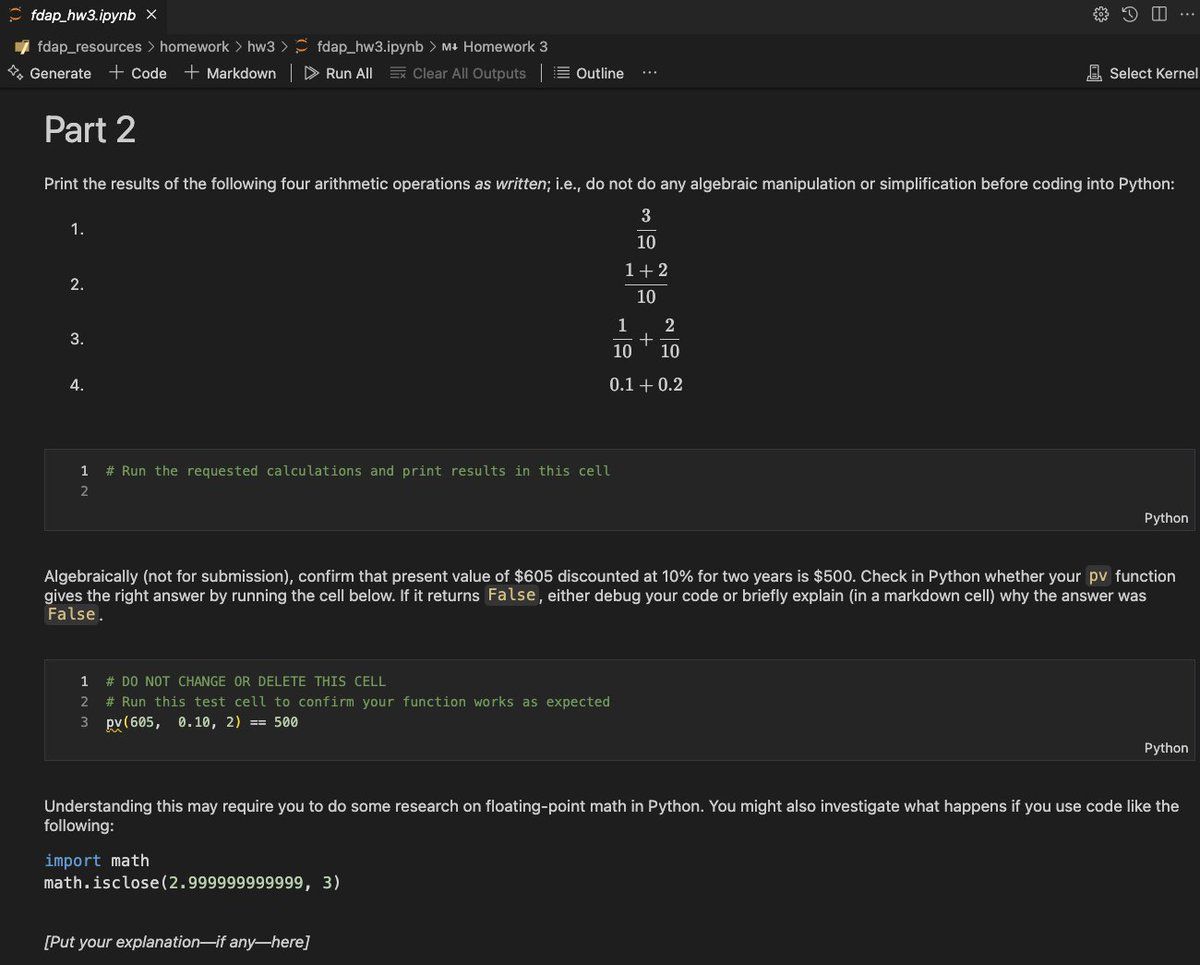 fdap_hw3.ipynb
fdap_resources > homework > hw3 > fdap_hw3.ipynb > M↓ Homework 3
Generate + Code + Markdown Run All Clear All Outputs Outline ... Select Kernel
Part 2
Print the results of the following four arithmetic operations as written; i.e., do not do any algebraic manipulation or simplification before coding into Python:
1. 3/10
2. (1 + 2)/10
3. 1/10 + 2/10
4. 0.1 + 0.2
1 # Run the requested calculations and print results in this cell
2
Python
Algebraically (not for submission), confirm that present value of $605 discounted at 10% for two years is $500. Check in Python whether your pv function
gives the right answer by running the cell below. If it returns False, either debug your code or briefly explain (in a markdown cell) why the answer was
False.
1 # DO NOT CHANGE OR DELETE THIS CELL
2 # Run this test cell to confirm your function works as expected
3 pv(605,  0.10, 2) == 500
Python
Understanding this may require you to do some research on floating-point math in Python. You might also investigate what happens if you use code like the
following:
import math
math.isclose(2.999999999999, 3)
[Put your explanation—if any—here]